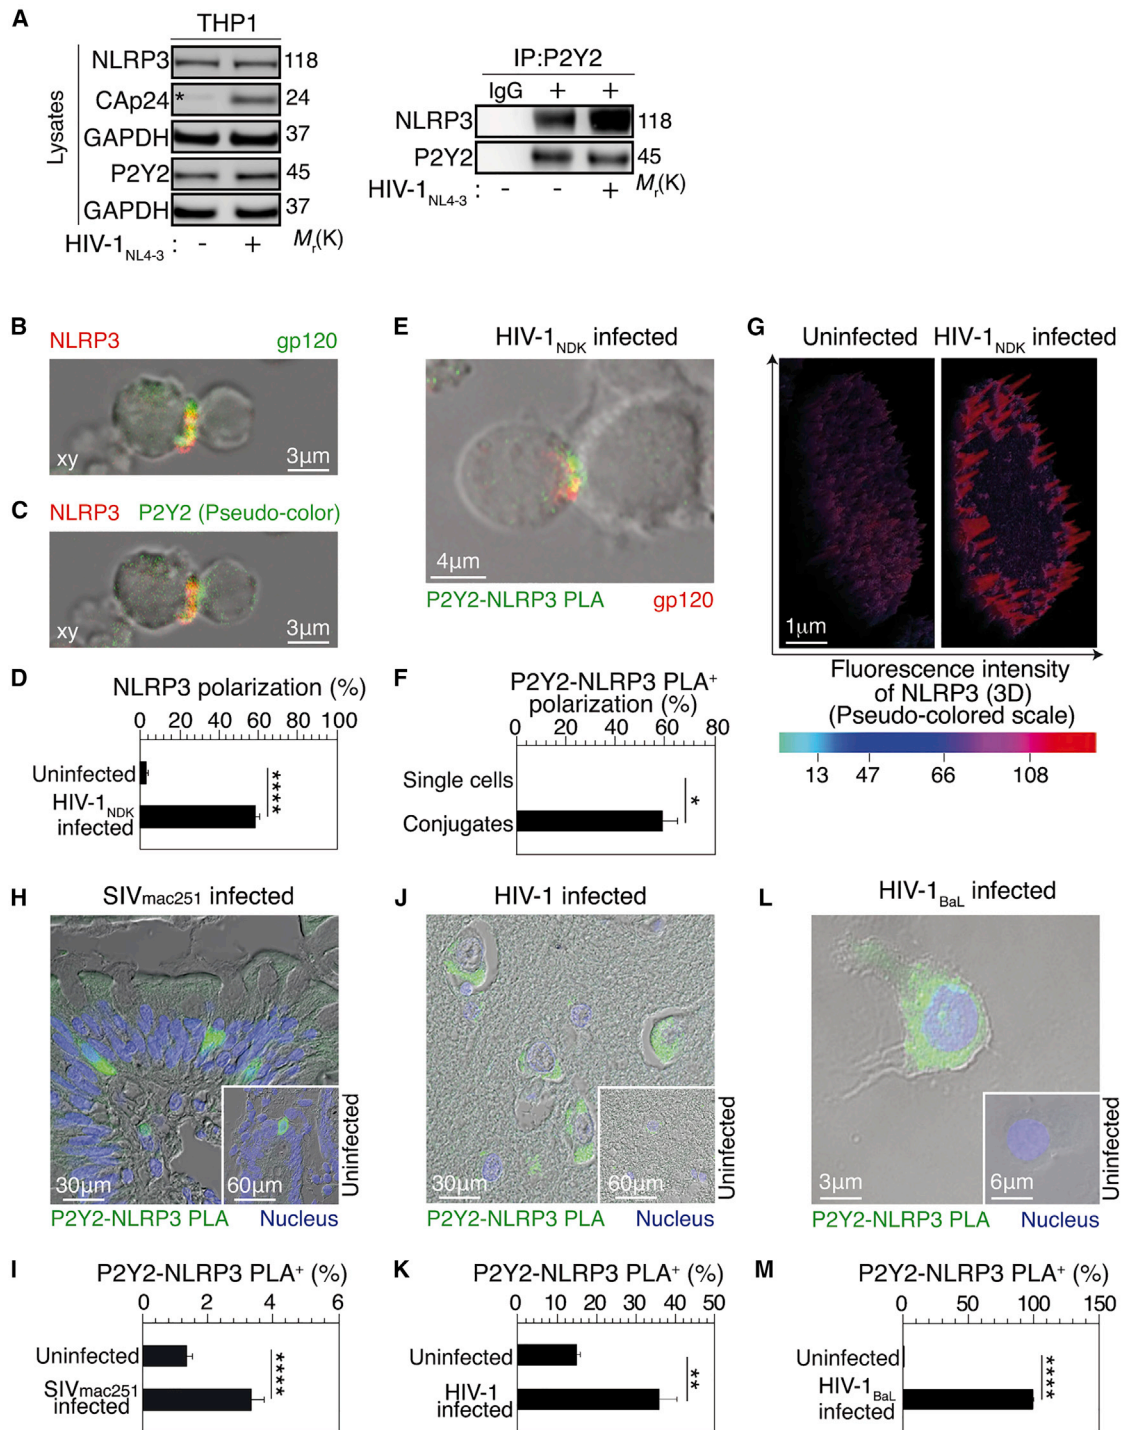 A
THP1
Lysates
NLRP3 118
CAp24 * 24
GAPDH 37
P2Y2 45
GAPDH 37
HIV-1NL4-3 : - + Mr(K)
IP:P2Y2
IgG + +
NLRP3 118
P2Y2 45
HIV-1NL4-3 : - - + Mr(K)
B
NLRP3 gp120
xy 3μm
C
NLRP3 P2Y2 (Pseudo-color)
xy 3μm
D
NLRP3 polarization (%)
0 20 40 60 80 100
Uninfected
HIV-1NDK
infected
****
E
HIV-1NDK infected
4μm
P2Y2-NLRP3 PLA gp120
F
P2Y2-NLRP3 PLA+
polarization (%)
0 20 40 60 80
Single cells
Conjugates
*
G
Uninfected HIV-1NDK infected
1μm
Fluorescence intensity
of NLRP3 (3D)
(Pseudo-colored scale)
13 47 66 108
H
SIVmac251 infected
30μm 60μm
Uninfected
P2Y2-NLRP3 PLA Nucleus
I
P2Y2-NLRP3 PLA+ (%)
0 2 4 6
Uninfected
SIVmac251
infected
****
J
HIV-1 infected
30μm 60μm
Uninfected
P2Y2-NLRP3 PLA Nucleus
K
P2Y2-NLRP3 PLA+ (%)
0 10 20 30 40 50
Uninfected
HIV-1
infected
**
L
HIV-1BaL infected
3μm 6μm
Uninfected
P2Y2-NLRP3 PLA Nucleus
M
P2Y2-NLRP3 PLA+ (%)
0 50 100 150
Uninfected
HIV-1BaL
infected
****